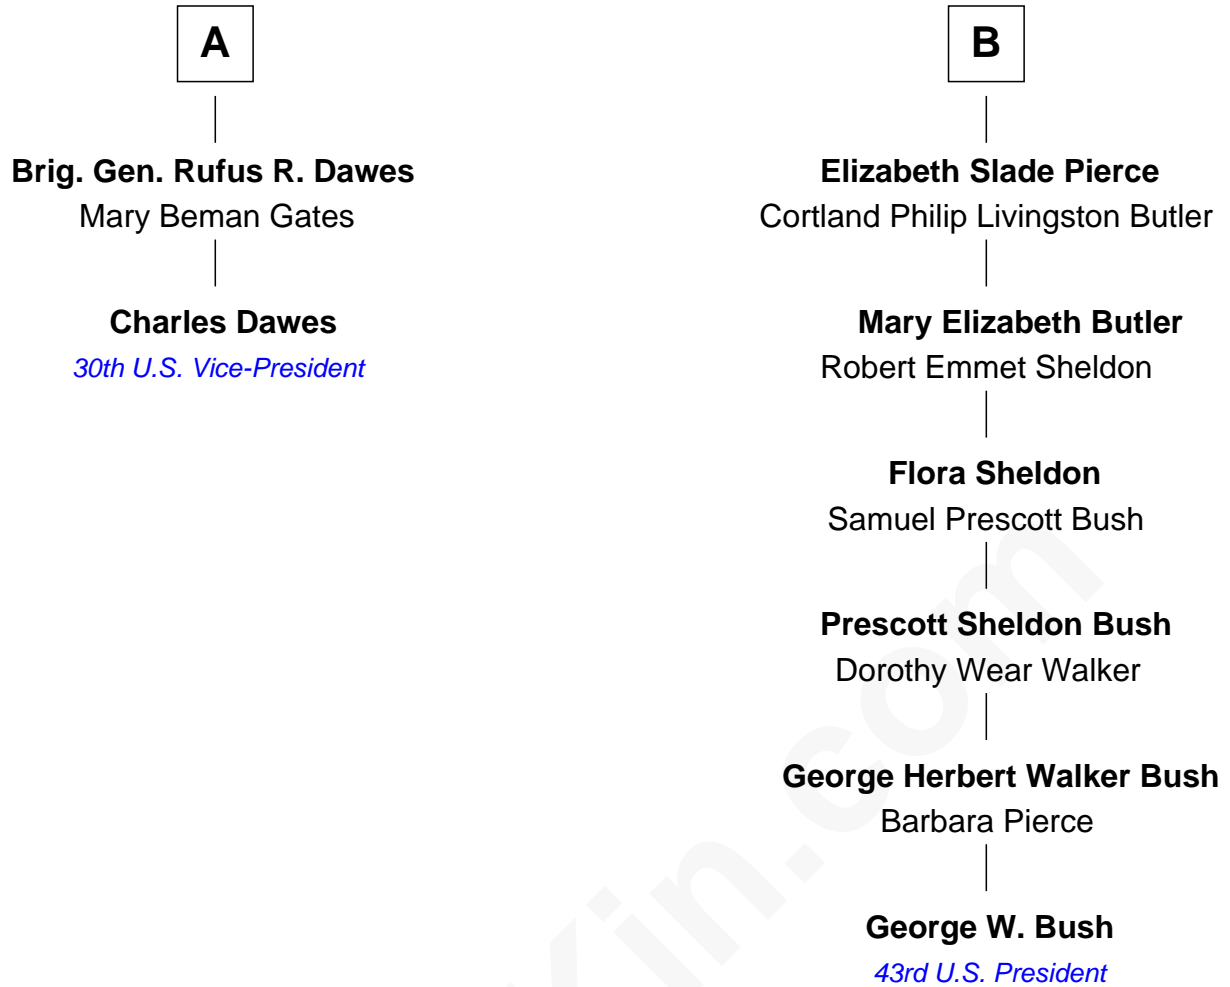 A
Brig. Gen. Rufus R. Dawes
Mary Beman Gates
Charles Dawes
30th U.S. Vice-President
B
Elizabeth Slade Pierce
Cortland Philip Livingston Butler
Mary Elizabeth Butler
Robert Emmet Sheldon
Flora Sheldon
Samuel Prescott Bush
Prescott Sheldon Bush
Dorothy Wear Walker
George Herbert Walker Bush
Barbara Pierce
George W. Bush
43rd U.S. President